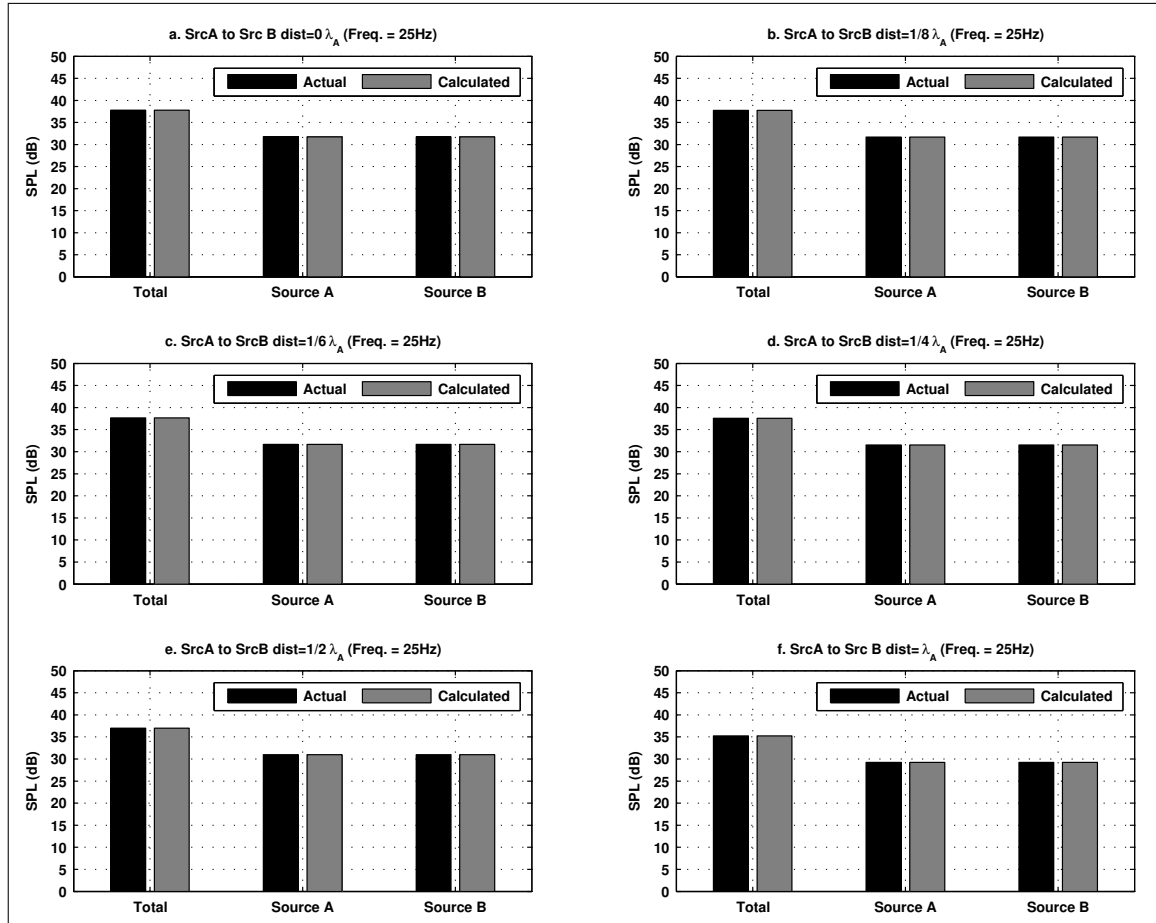 a. SrcA to Src B dist=0 λA (Freq. = 25Hz)
50
45
40
35
30
25
20
15
10
5
0
SPL (dB)
Actual Calculated
Total Source A Source B
b. SrcA to SrcB dist=1/8 λA (Freq. = 25Hz)
50
45
40
35
30
25
20
15
10
5
0
SPL (dB)
Actual Calculated
Total Source A Source B
c. SrcA to SrcB dist=1/6 λA (Freq. = 25Hz)
50
45
40
35
30
25
20
15
10
5
0
SPL (dB)
Actual Calculated
Total Source A Source B
d. SrcA to SrcB dist=1/4 λA (Freq. = 25Hz)
50
45
40
35
30
25
20
15
10
5
0
SPL (dB)
Actual Calculated
Total Source A Source B
e. SrcA to SrcB dist=1/2 λA (Freq. = 25Hz)
50
45
40
35
30
25
20
15
10
5
0
SPL (dB)
Actual Calculated
Total Source A Source B
f. SrcA to Src B dist= λA (Freq. = 25Hz)
50
45
40
35
30
25
20
15
10
5
0
SPL (dB)
Actual Calculated
Total Source A Source B